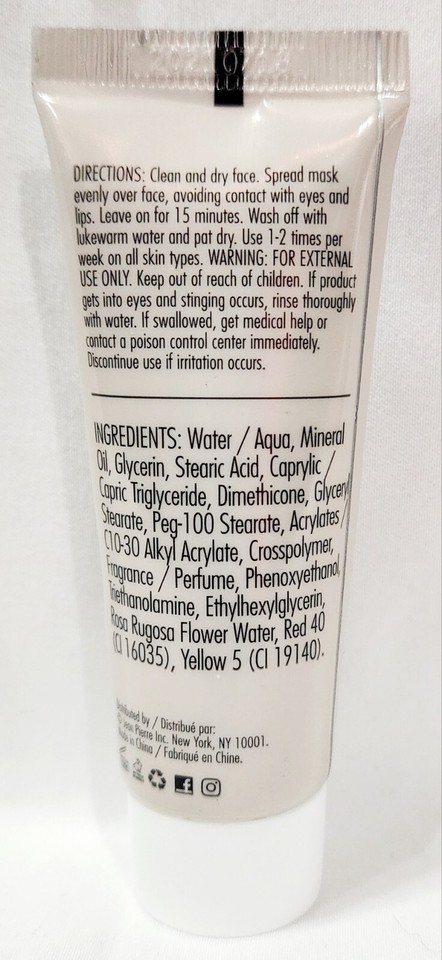 DIRECTIONS: Clean and dry face. Spread mask
evenly over face, avoiding contact with eyes and
lips. Leave on for 15 minutes. Wash off with
lukewarm water and pat dry. Use 1-2 times per
week on all skin types. WARNING: FOR EXTERNAL
USE ONLY. Keep out of reach of children. If product
gets into eyes and stinging occurs, rinse thoroughly
with water. If swallowed, get medical help or
contact a poison control center immediately.
Discontinue use if irritation occurs.
INGREDIENTS: Water / Aqua, Mineral
Oil, Glycerin, Stearic Acid, Caprylic /
Capric Triglyceride, Dimethicone, Glyceryl
Stearate, Peg-100 Stearate, Acrylates /
C10-30 Alkyl Acrylate, Crosspolymer,
Fragrance / Perfume, Phenoxyethanol,
Triethanolamine, Ethylhexylglycerin,
Rosa Rugosa Flower Water, Red 40
(CI 16035), Yellow 5 (CI 19140).
Distributed by / Distribué par:
© Jean Pierre Inc. New York, NY 10001.
Made in China / Fabriqué en Chine.